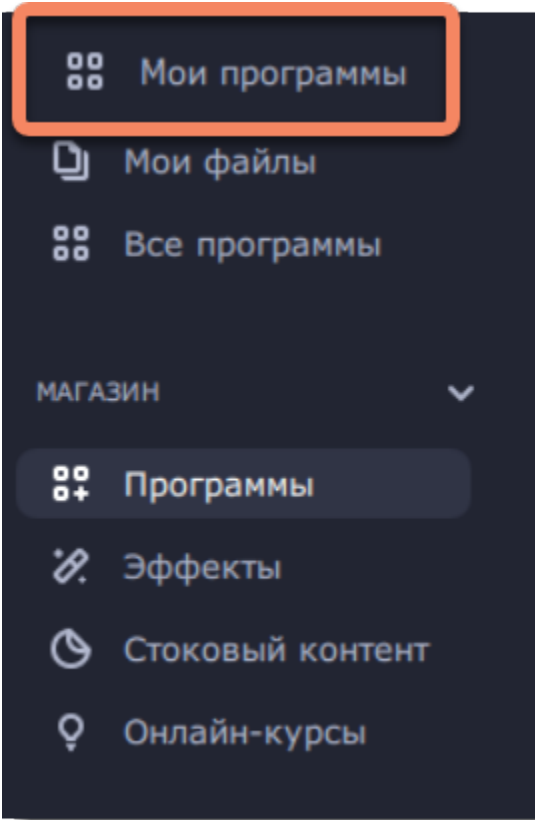 Мои программы
Мои файлы
Все программы
МАГАЗИН
Программы
Эффекты
Стоковый контент
Онлайн-курсы